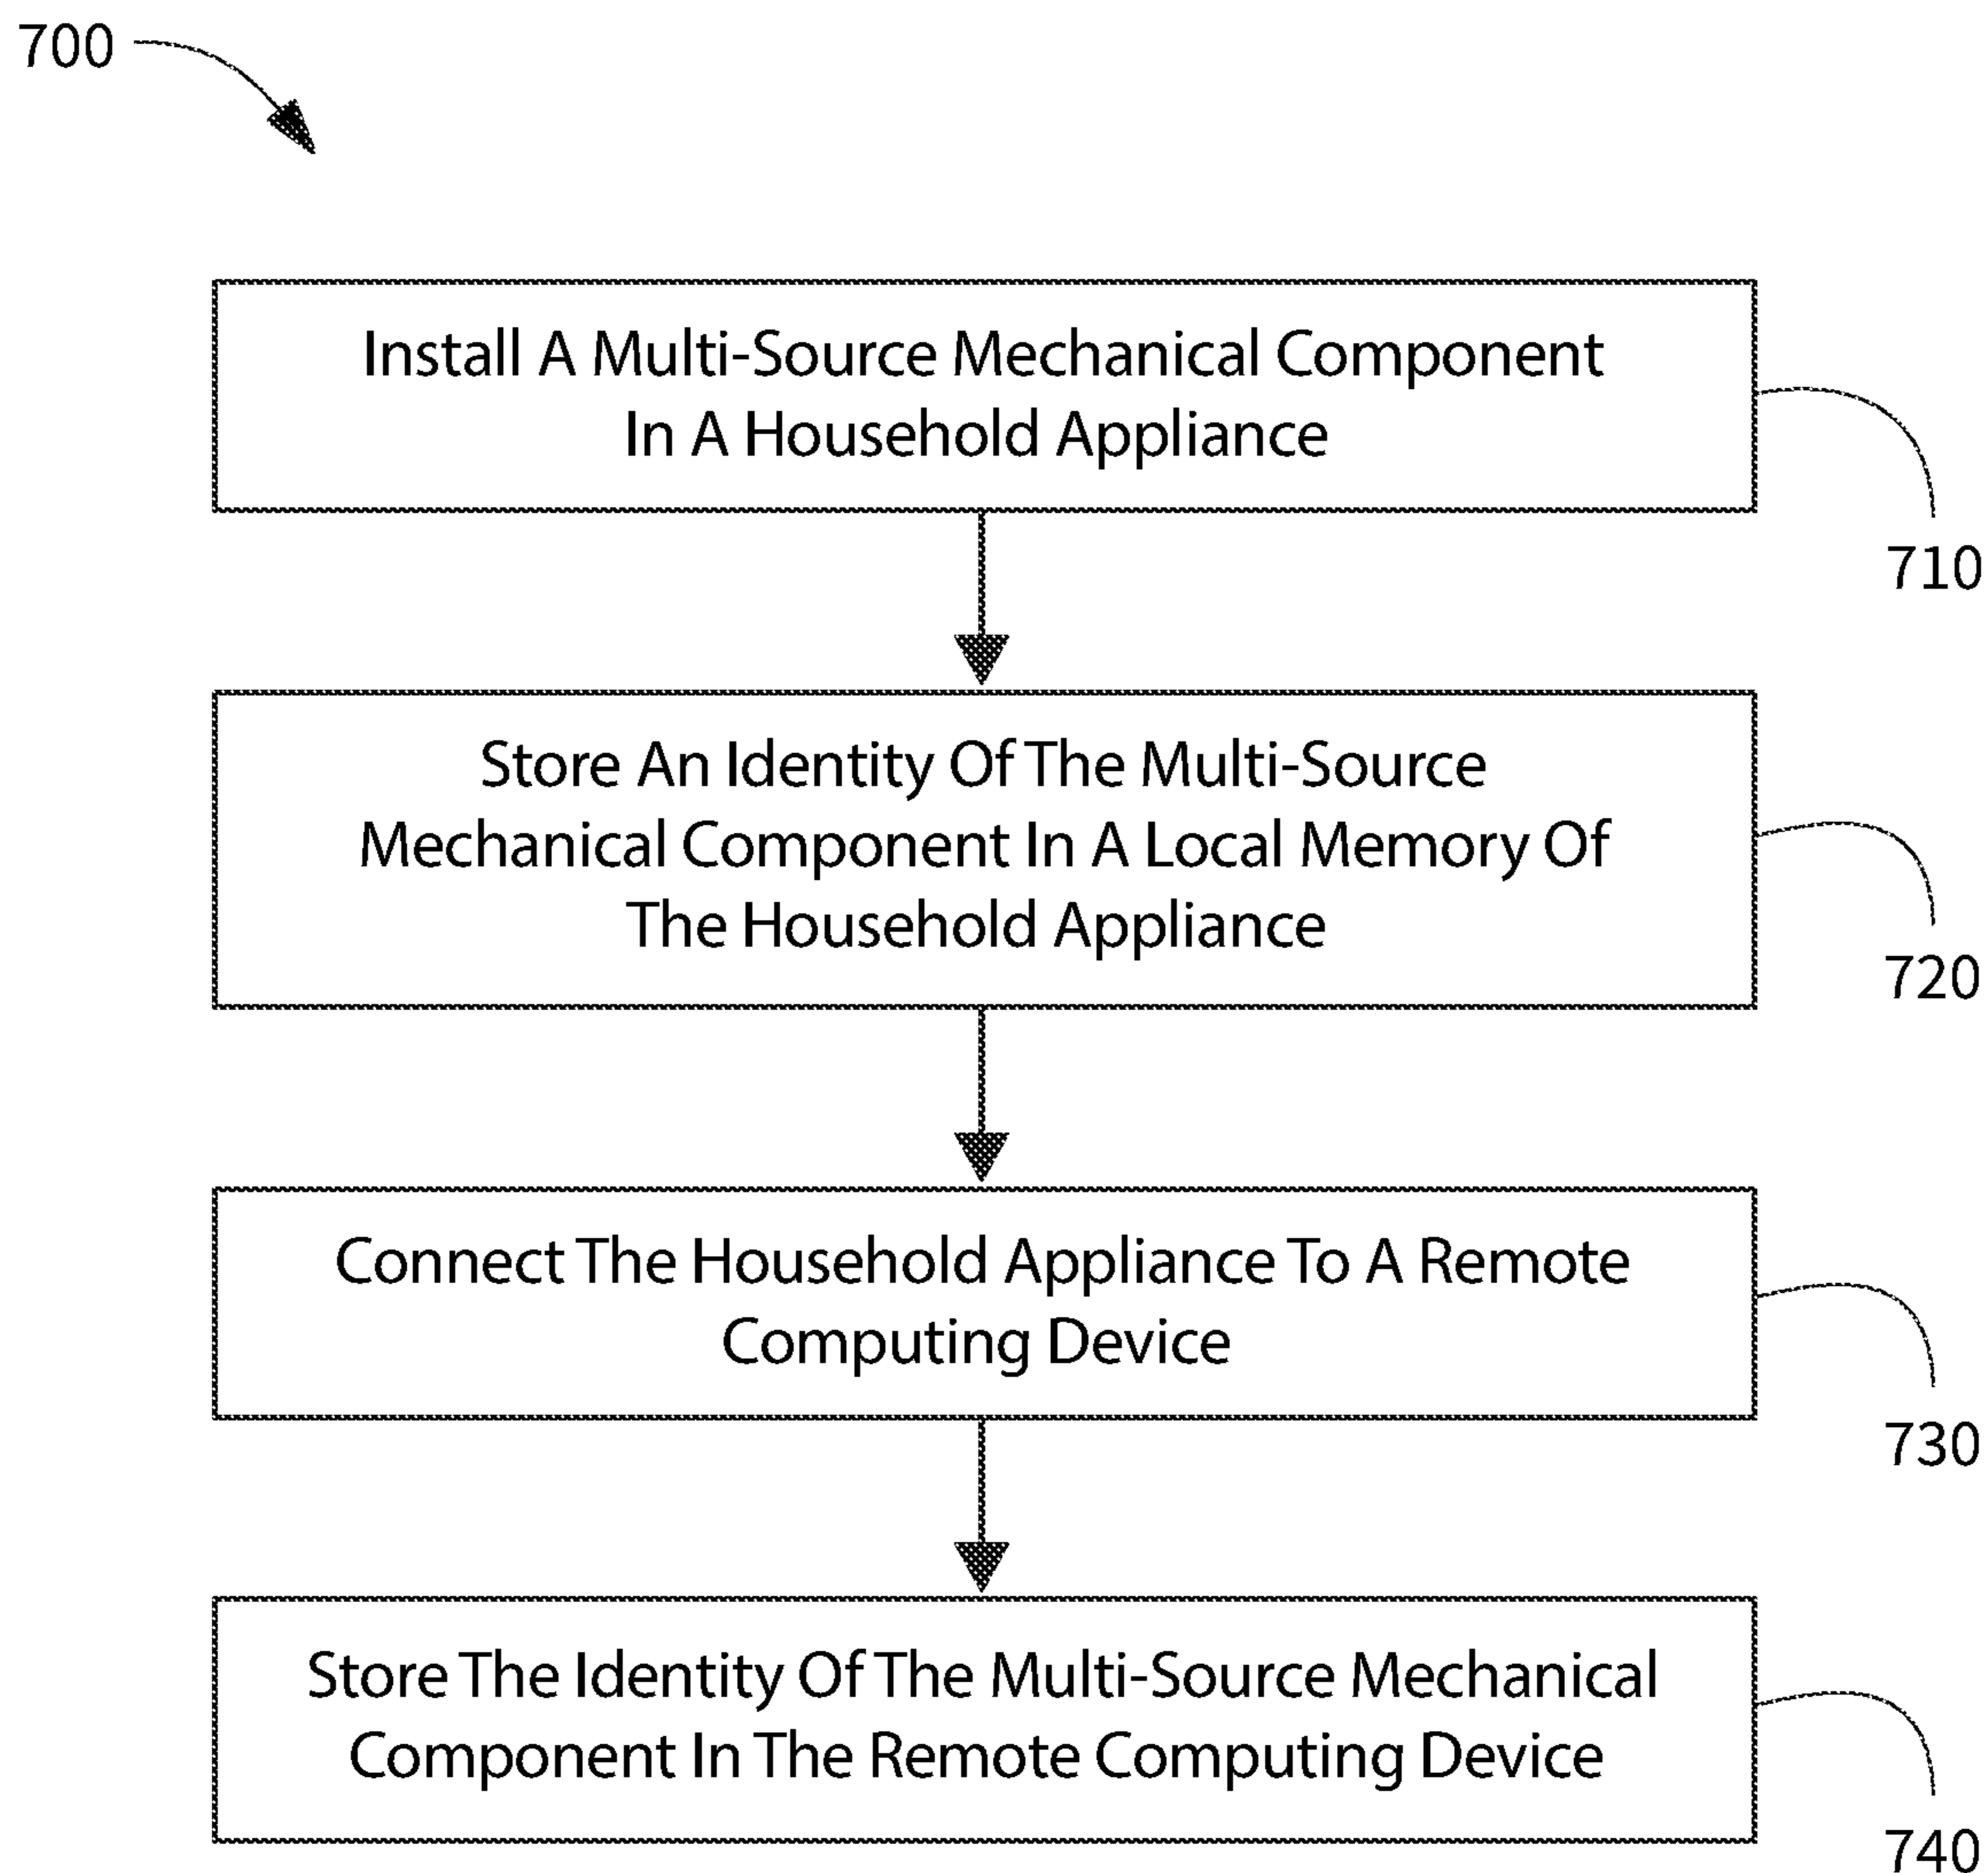 700
Install A Multi-Source Mechanical Component
In A Household Appliance
710
Store An Identity Of The Multi-Source
Mechanical Component In A Local Memory Of
The Household Appliance
720
Connect The Household Appliance To A Remote
Computing Device
730
Store The Identity Of The Multi-Source Mechanical
Component In The Remote Computing Device
740